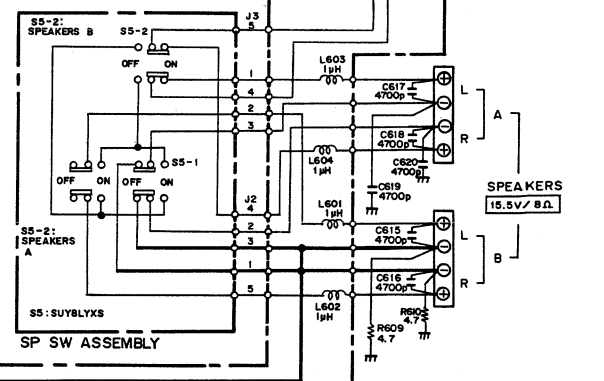 S5-2:
SPEAKERS B
S5-2
OFF ON
J3
5
1
4
2
3
L603
1µH
C617
4700p
L
A
C618
4700p
R
L604
1µH
C620
4700p
C619
4700p
OFF ON
OFF ON
S5-1
SPEAKERS
15.5V/8Ω
J2
4
2
3
1
5
L601
1µH
C615
4700p
L
B
C616
4700p
R
L602
1µH
R610
4.7
R609
4.7
S5-2:
SPEAKERS
A
S5:SUYBLYXS
SP SW ASSEMBLY